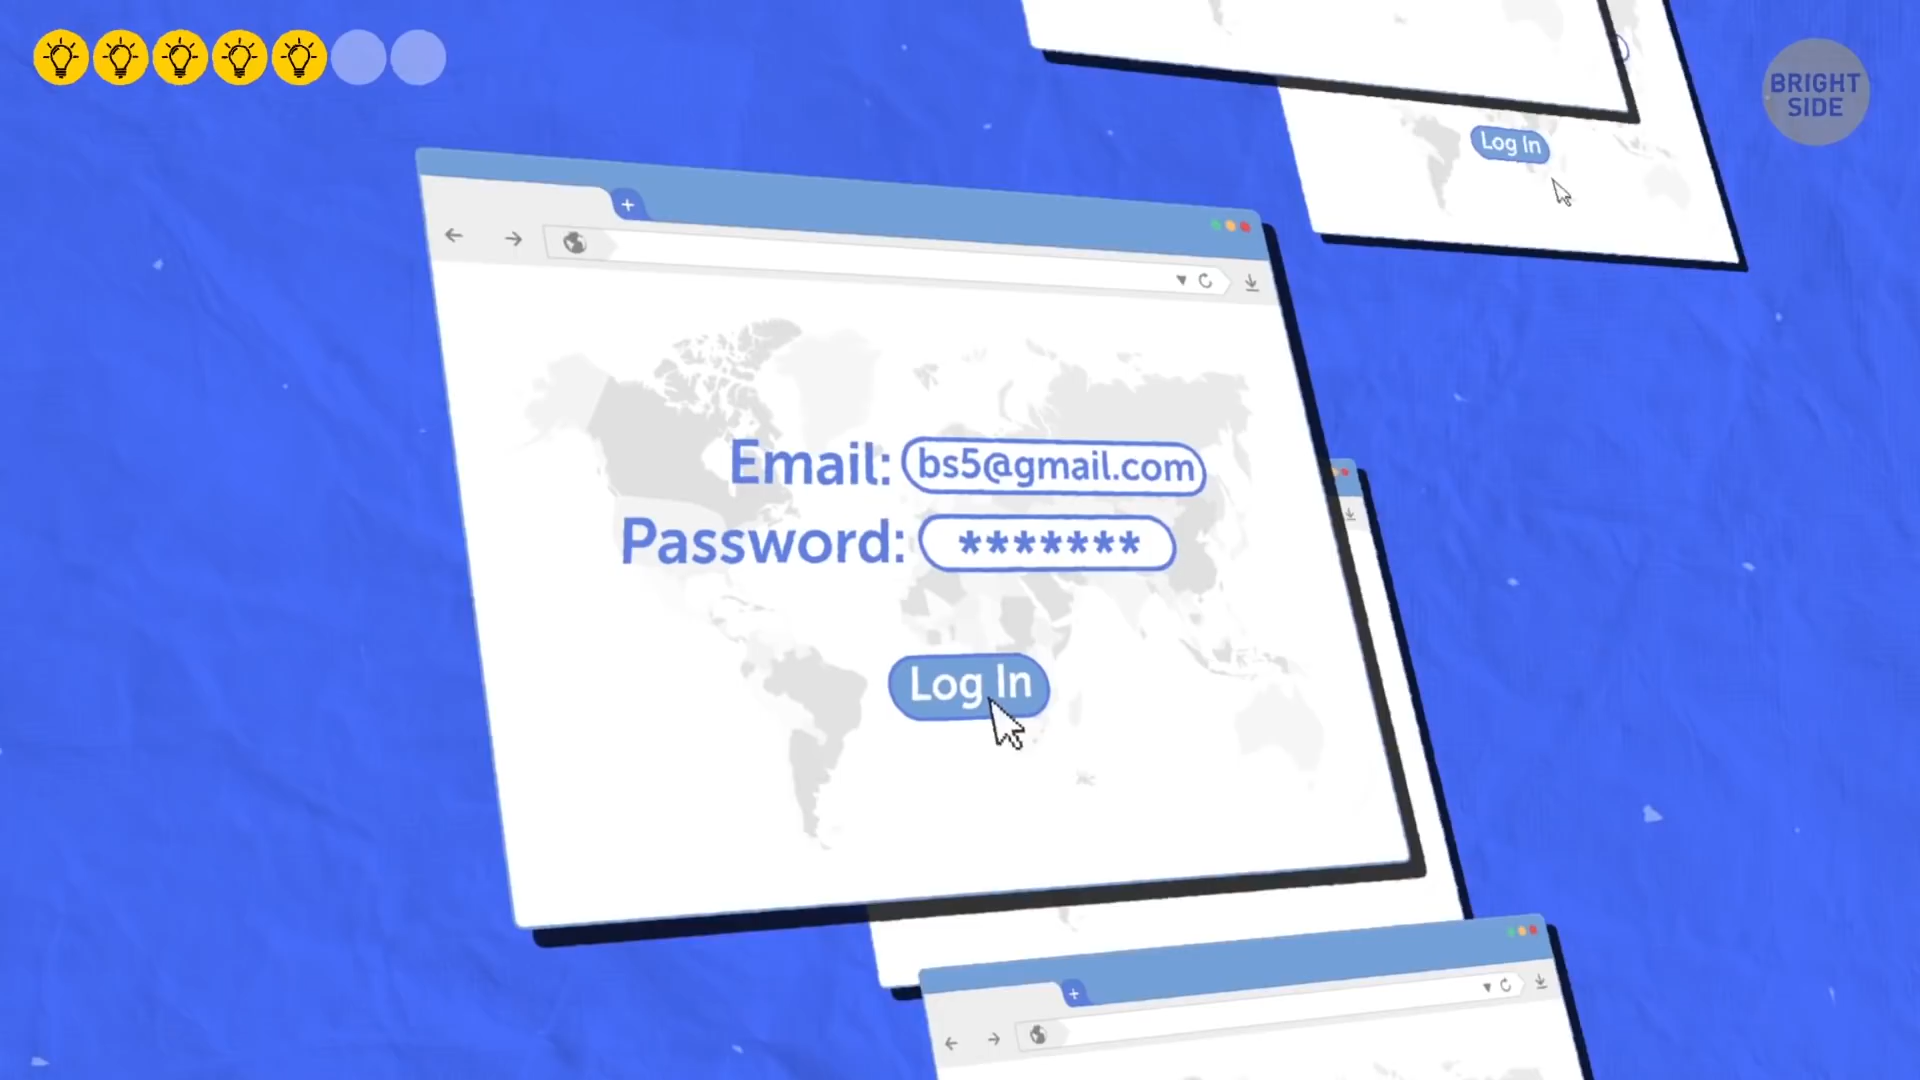 BRIGHT
SIDE
Log In
Email: bs5@gmail.com
Password: *******
Log In